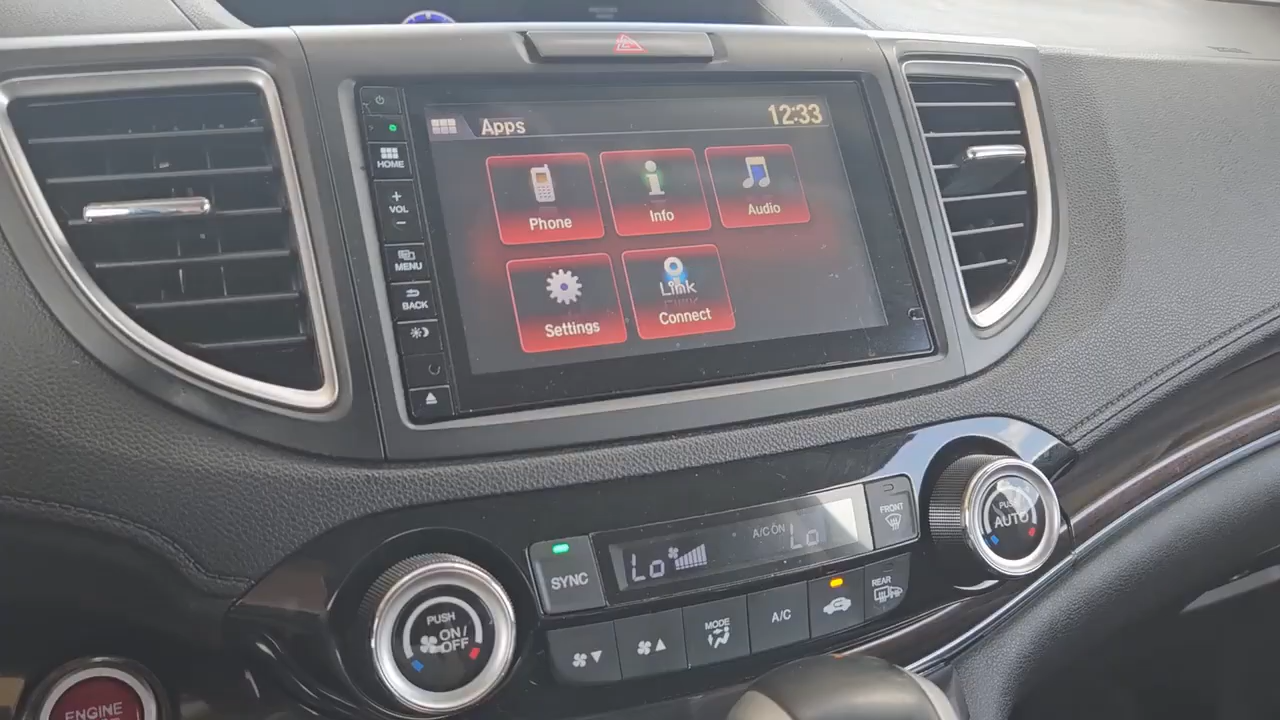 Apps
12:33
HOME
+
VOL
−
MENU
BACK
Phone
Info
Audio
Settings
Link
Connect
SYNC
Lo
A/C ON
Lo
FRONT
PUSH
AUTO
PUSH
ON/
OFF
MODE
A/C
REAR
ENGINE